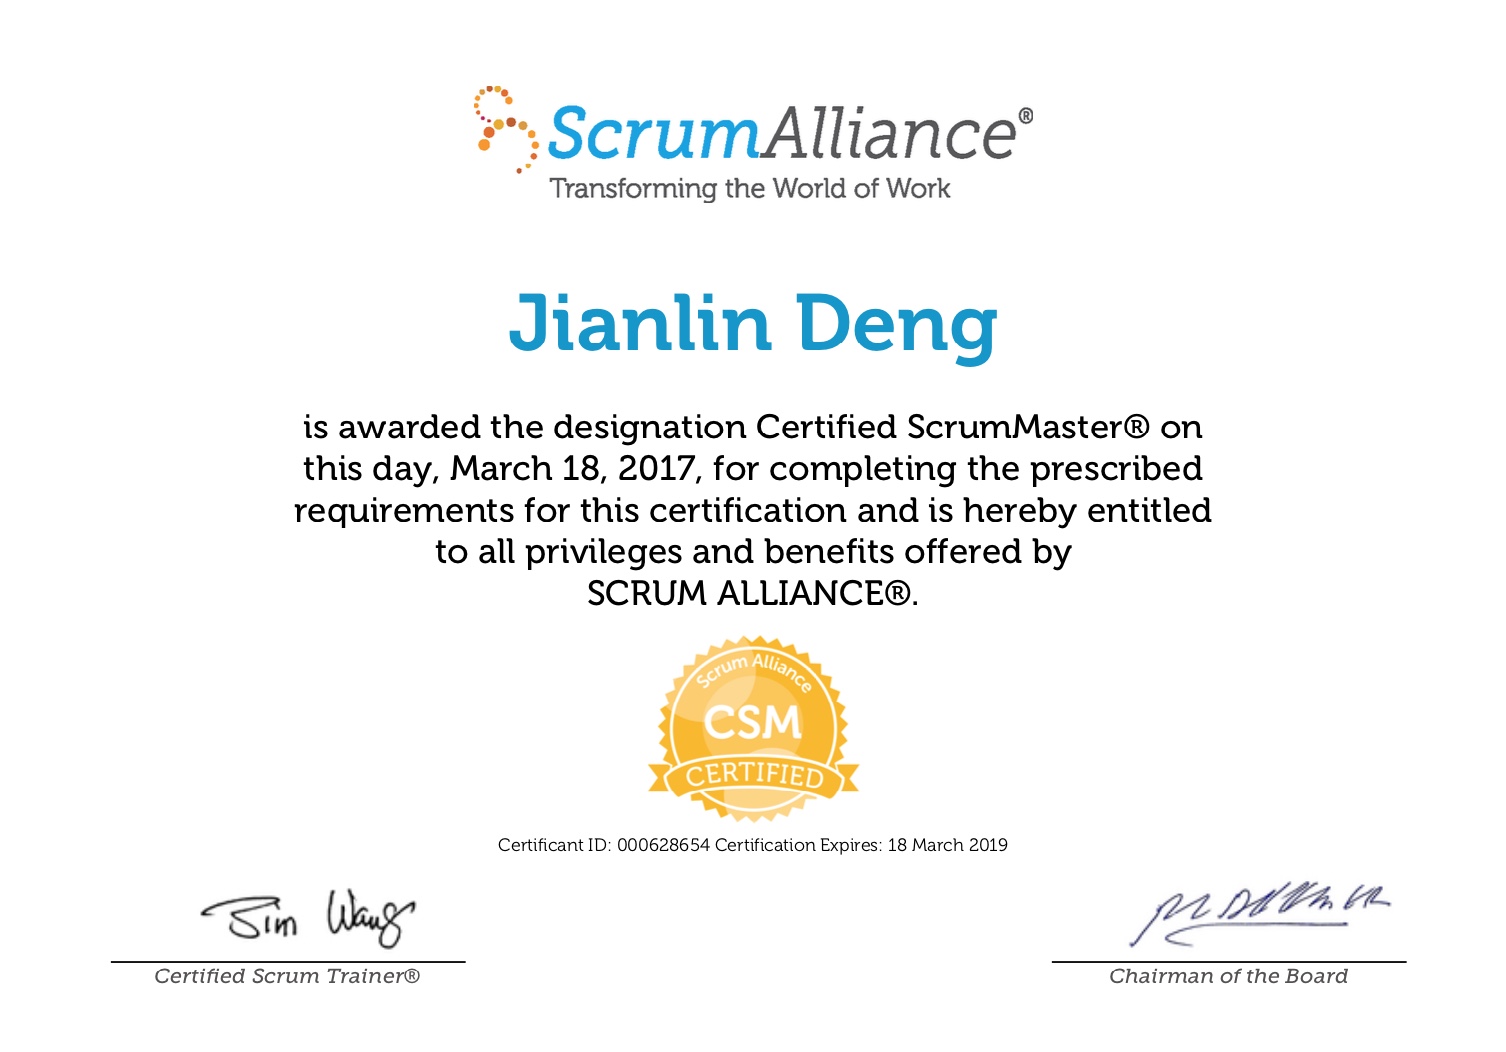 ScrumAlliance®
Transforming the World of Work
Jianlin Deng
is awarded the designation Certified ScrumMaster® on
this day, March 18, 2017, for completing the prescribed
requirements for this certification and is hereby entitled
to all privileges and benefits offered by
SCRUM ALLIANCE®.
Scrum Alliance
CSM
CERTIFIED
Certificant ID: 000628654 Certification Expires: 18 March 2019
Jim Wang
Certified Scrum Trainer®
Chairman of the Board